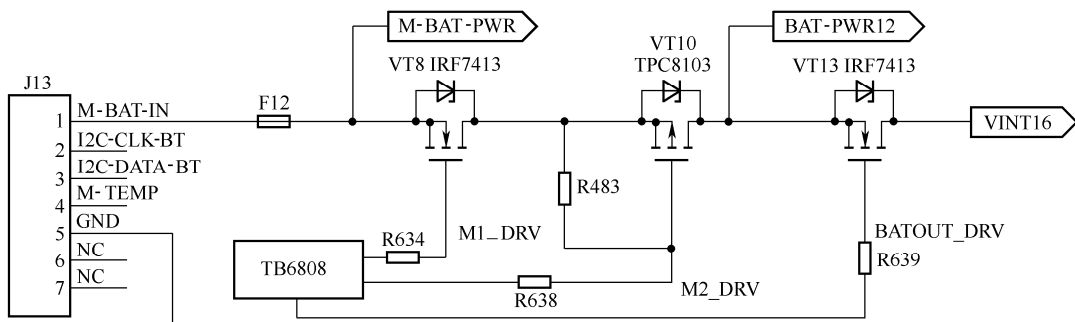 M-BAT-PWR
BAT-PWR12
VT10
TPC8103
VT8 IRF7413
VT13 IRF7413
J13
1
M-BAT-IN
F12
VINT16
2
I2C-CLK-BT
3
I2C-DATA-BT
4
M-TEMP
5
GND
6
NC
7
NC
R483
R634
M1_DRV
BATOUT_DRV
R639
TB6808
R638
M2_DRV